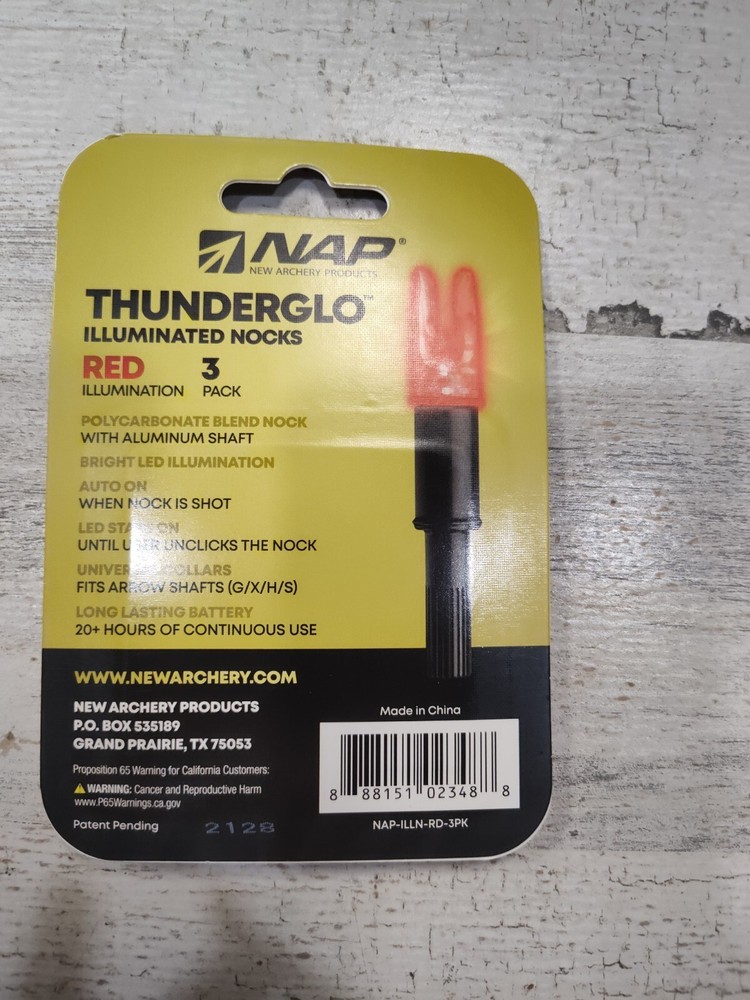 NAP®
NEW ARCHERY PRODUCTS
THUNDERGLO™
ILLUMINATED NOCKS
RED 3
ILLUMINATION PACK
POLYCARBONATE BLEND NOCK
WITH ALUMINUM SHAFT
BRIGHT LED ILLUMINATION
AUTO ON
WHEN NOCK IS SHOT
LED STAYS ON
UNTIL USER UNCLICKS THE NOCK
UNIVERSAL COLLARS
FITS ARROW SHAFTS (G/X/H/S)
LONG LASTING BATTERY
20+ HOURS OF CONTINUOUS USE
WWW.NEWARCHERY.COM
NEW ARCHERY PRODUCTS
P.O. BOX 535189
GRAND PRAIRIE, TX 75053
Proposition 65 Warning for California Customers:
WARNING: Cancer and Reproductive Harm
www.P65Warnings.ca.gov
Patent Pending 2128
Made in China
8 88151 02348 8
NAP-ILLN-RD-3PK